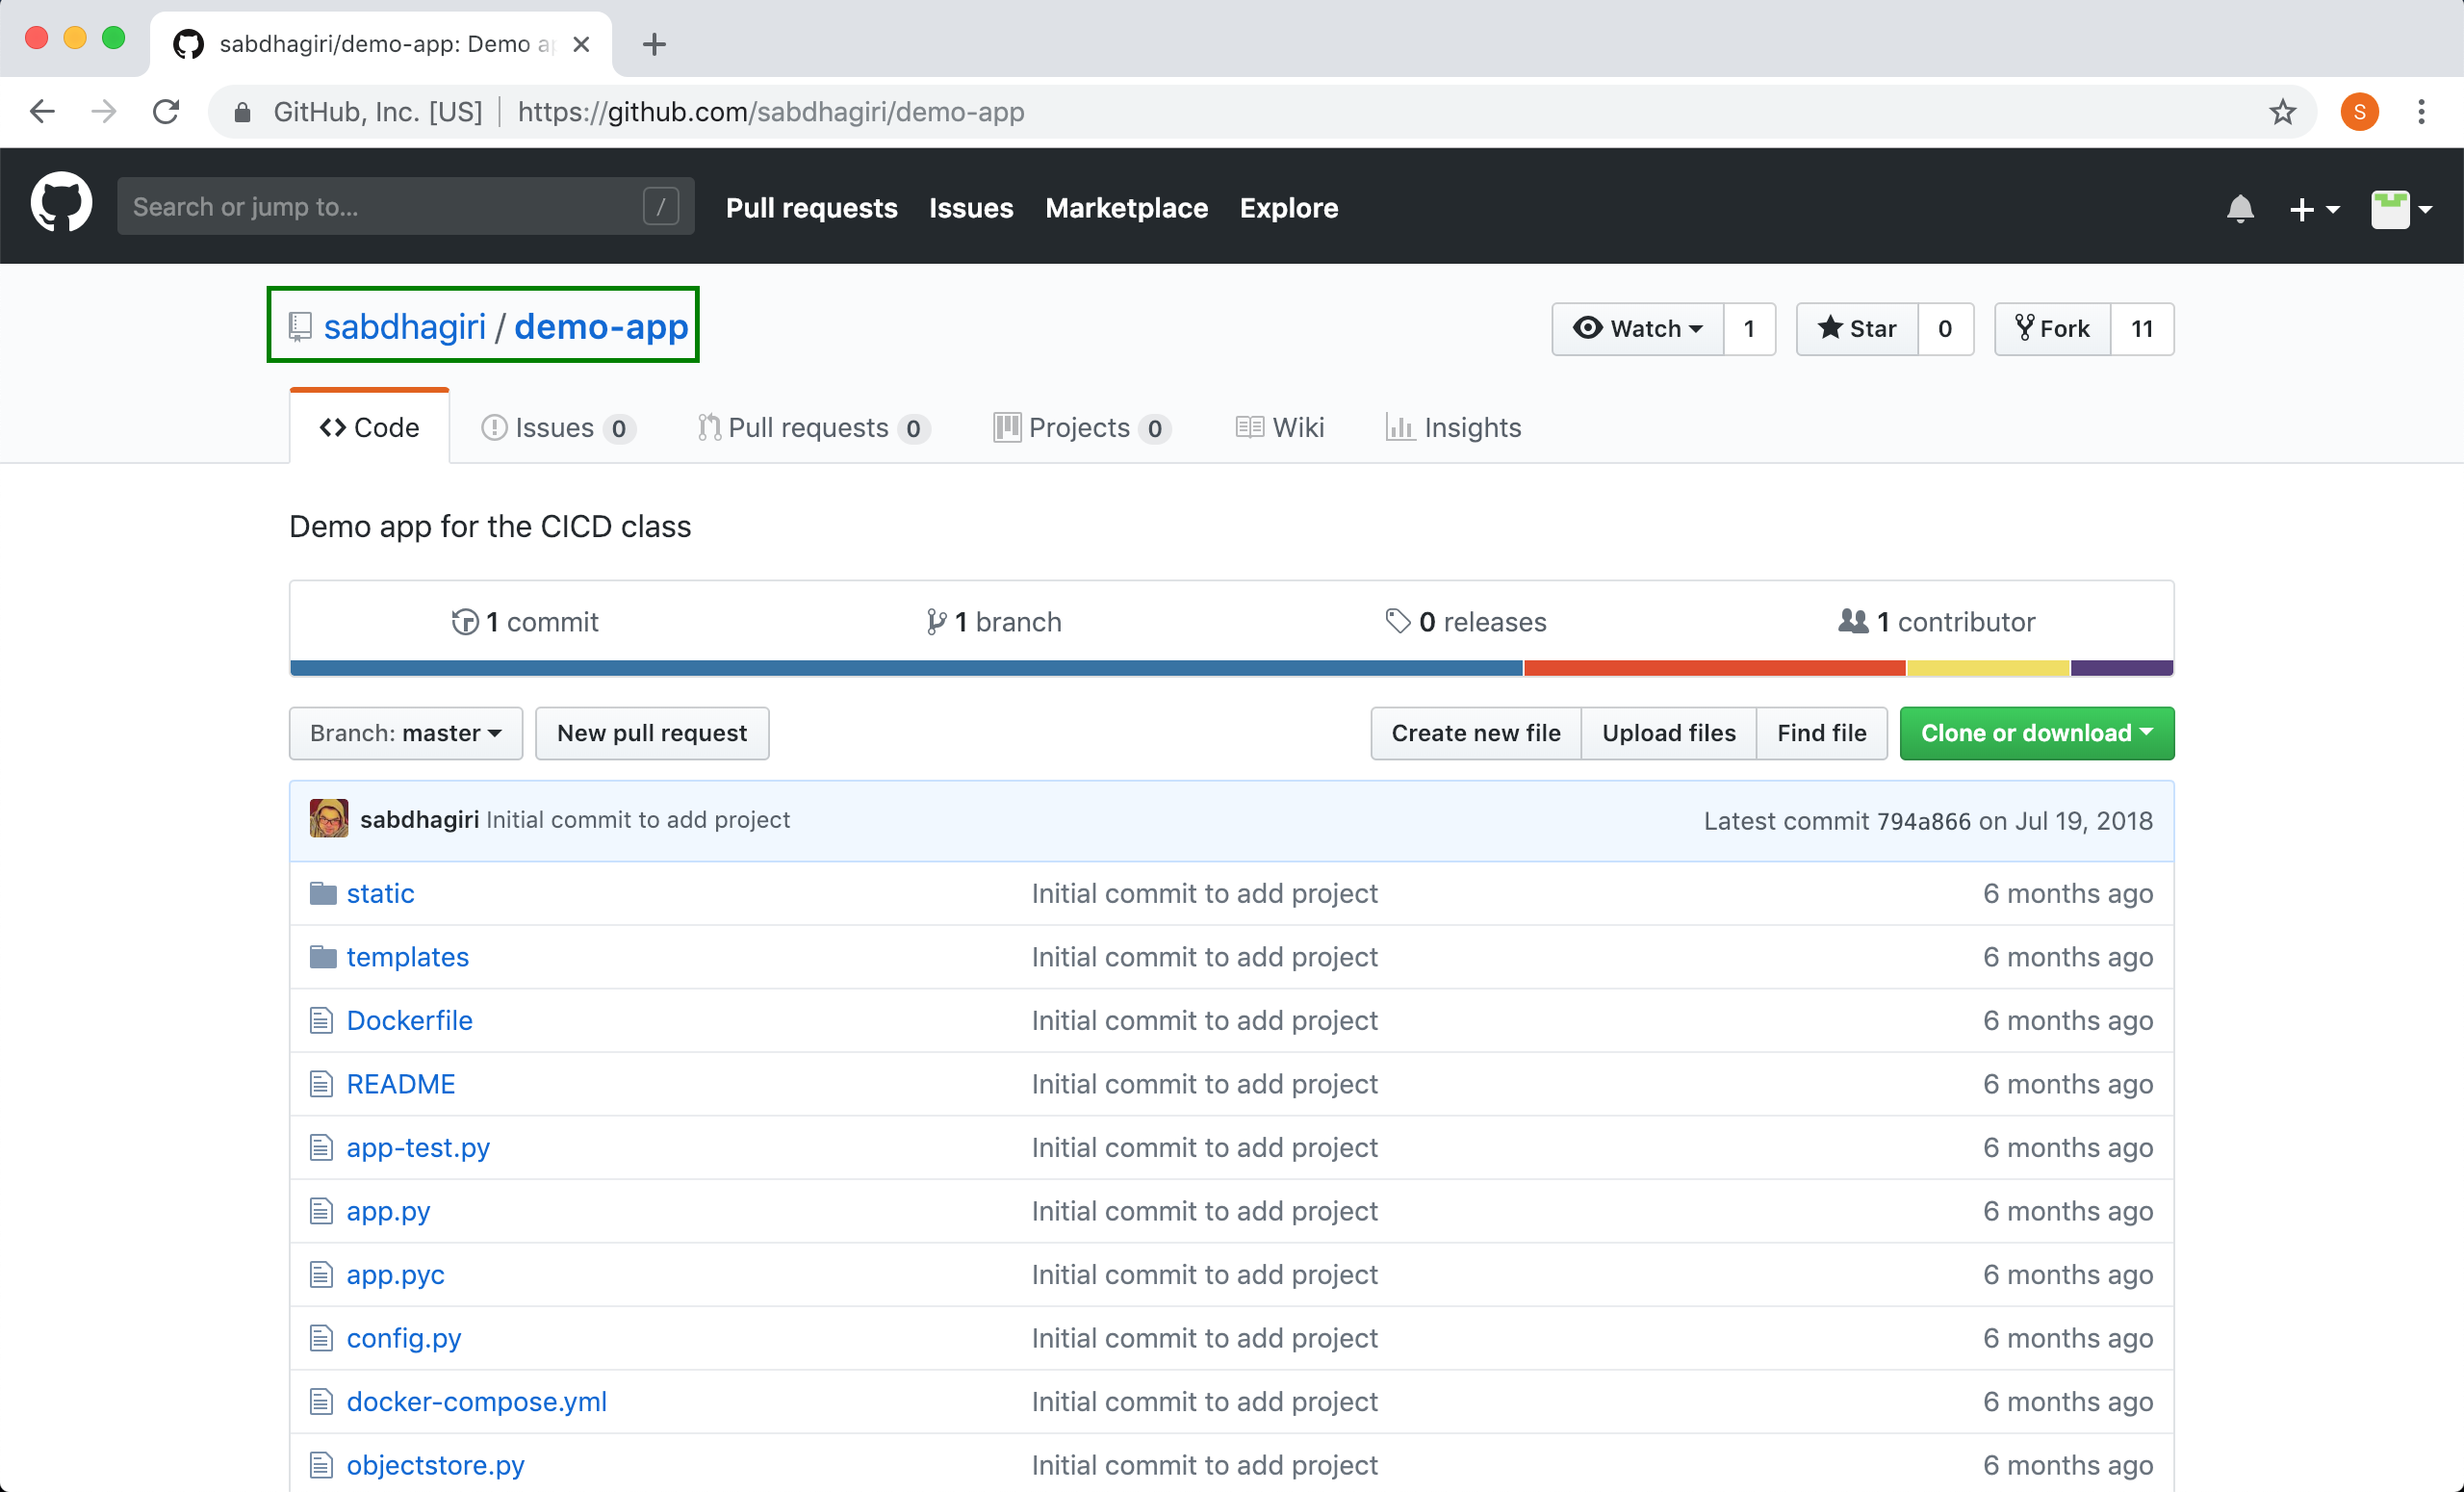 sabdhagiri/demo-app: Demo ap
GitHub, Inc. [US] https://github.com/sabdhagiri/demo-app
S
Search or jump to... / Pull requests Issues Marketplace Explore
sabdhagiri / demo-app Watch 1 Star 0 Fork 11
Code Issues 0 Pull requests 0 Projects 0 Wiki Insights
Demo app for the CICD class
1 commit 1 branch 0 releases 1 contributor
Branch: master New pull request Create new file Upload files Find file Clone or download
sabdhagiri Initial commit to add project Latest commit 794a866 on Jul 19, 2018
static Initial commit to add project 6 months ago
templates Initial commit to add project 6 months ago
Dockerfile Initial commit to add project 6 months ago
README Initial commit to add project 6 months ago
app-test.py Initial commit to add project 6 months ago
app.py Initial commit to add project 6 months ago
app.pyc Initial commit to add project 6 months ago
config.py Initial commit to add project 6 months ago
docker-compose.yml Initial commit to add project 6 months ago
objectstore.py Initial commit to add project 6 months ago